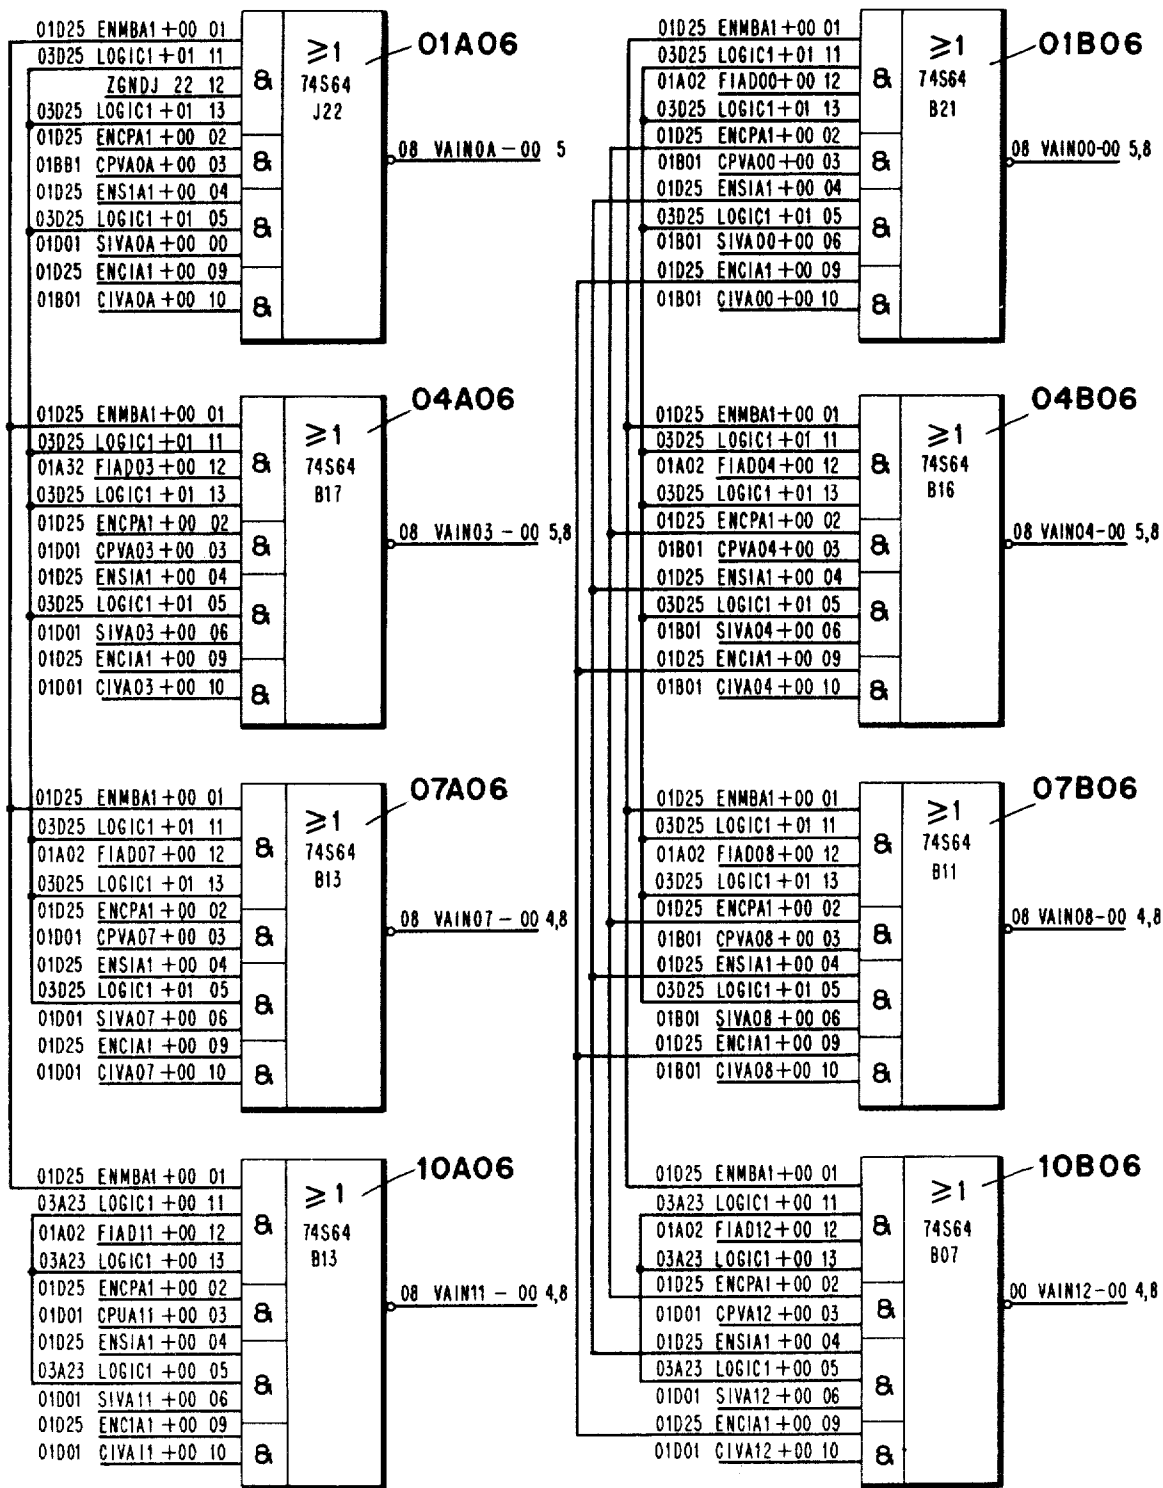 01D25 ENMBA1+00 01
03D25 LOGIC1+01 11
ZGNDJ 22 12
03D25 LOGIC1+01 13
01D25 ENCPA1+00 02
01BB1 CPVA0A+00 03
01D25 ENS1A1+00 04
03D25 LOGIC1+01 05
01D01 SIVA0A+00 00
01D25 ENCIA1+00 09
01B01 CIVA0A+00 10
&
&
&
&
≥1
74S64
J22
01A06
08 VAIN0A-00 5
01D25 ENMBA1+00 01
03D25 LOGIC1+01 11
01A02 FIAD00+00 12
03D25 LOGIC1+01 13
01D25 ENCPA1+00 02
01B01 CPVA00+00 03
01D25 ENSIA1+00 04
03D25 LOGIC1+01 05
01B01 SIVA00+00 06
01D25 ENCIA1+00 09
01B01 CIVA00+00 10
&
&
&
&
≥1
74S64
B21
01B06
08 VAIN00-00 5,8
01D25 ENMBA1+00 01
03D25 LOGIC1+01 11
01A32 FIAD03+00 12
03D25 LOGIC1+01 13
01D25 ENCPA1+00 02
01D01 CPVA03+00 03
01D25 ENSIA1+00 04
03D25 LOGIC1+01 05
01D01 SIVA03+00 06
01D25 ENCIA1+00 09
01D01 CIVA03+00 10
&
&
&
&
≥1
74S64
B17
04A06
08 VAIN03-00 5,8
01D25 ENMBA1+00 01
03D25 LOGIC1+01 11
01A02 FIAD04+00 12
03D25 LOGIC1+01 13
01D25 ENCPA1+00 02
01B01 CPVA04+00 03
01D25 ENSIA1+00 04
03D25 LOGIC1+01 05
01B01 SIVA04+00 06
01D25 ENCIA1+00 09
01B01 CIVA04+00 10
&
&
&
&
≥1
74S64
B16
04B06
08 VAIN04-00 5,8
01D25 ENMBA1+00 01
03D25 LOGIC1+01 11
01A02 FIAD07+00 12
03D25 LOGIC1+01 13
01D25 ENCPA1+00 02
01D01 CPVA07+00 03
01D25 ENSIA1+00 04
03D25 LOGIC1+01 05
01D01 SIVA07+00 06
01D25 ENCIA1+00 09
01D01 CIVA07+00 10
&
&
&
&
≥1
74S64
B13
07A06
08 VAIN07-00 4,8
01D25 ENMBA1+00 01
03D25 LOGIC1+01 11
01A02 FIAD08+00 12
03D25 LOGIC1+01 13
01D25 ENCPA1+00 02
01B01 CPVA08+00 03
01D25 ENSIA1+00 04
03D25 LOGIC1+01 05
01B01 SIVA08+00 06
01D25 ENCIA1+00 09
01B01 CIVA08+00 10
&
&
&
&
≥1
74S64
B11
07B06
08 VAIN08-00 4,8
01D25 ENMBA1+00 01
03A23 LOGIC1+00 11
01A02 FIAD11+00 12
03A23 LOGIC1+00 13
01D25 ENCPA1+00 02
01D01 CPUA11+00 03
01D25 ENSIA1+00 04
03A23 LOGIC1+00 05
01D01 SIVA11+00 06
01D25 ENCIA1+00 09
01D01 CIVA11+00 10
&
&
&
&
≥1
74S64
B13
10A06
08 VAIN11-00 4,8
01D25 ENMBA1+00 01
03A23 LOGIC1+00 11
01A02 FIAD12+00 12
03A23 LOGIC1+00 13
01D25 ENCPA1+00 02
01D01 CPVA12+00 03
01D25 ENSIA1+00 04
03A23 LOGIC1+00 05
01D01 SIVA12+00 06
01D25 ENCIA1+00 09
01D01 CIVA12+00 10
&
&
&
&
≥1
74S64
B07
10B06
00 VAIN12-00 4,8